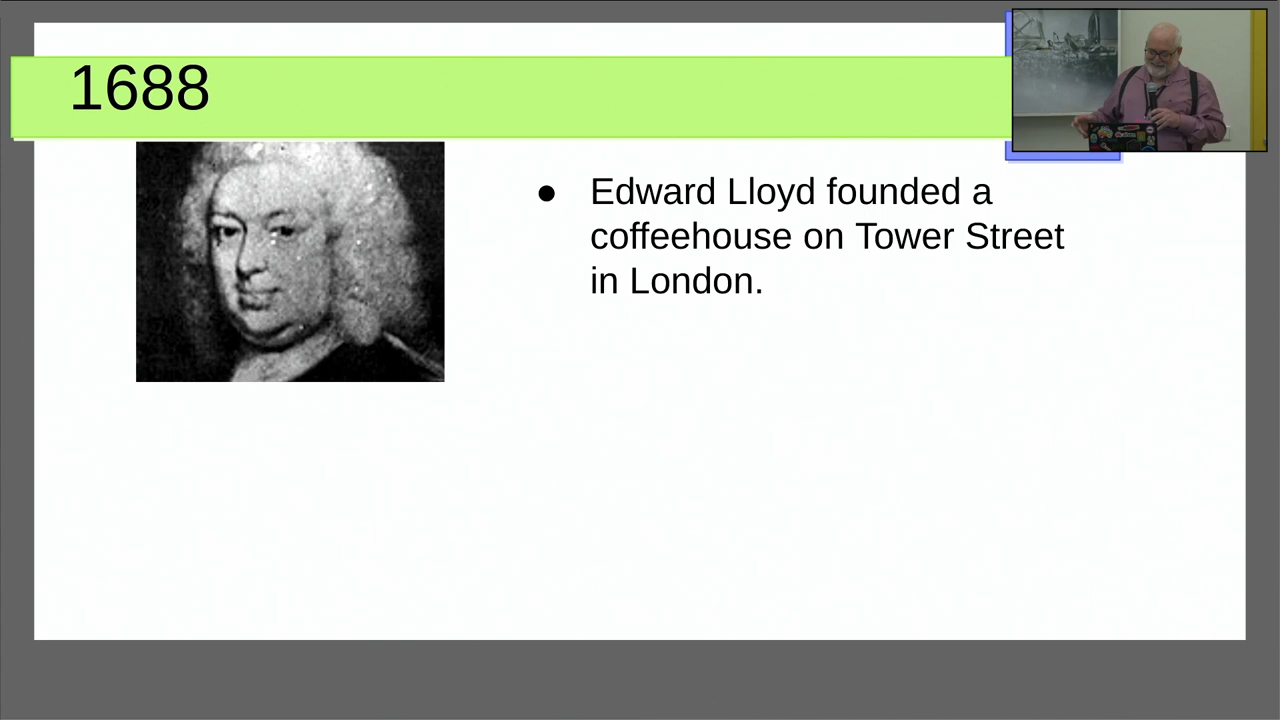 1688
● Edward Lloyd founded a
coffeehouse on Tower Street
in London.